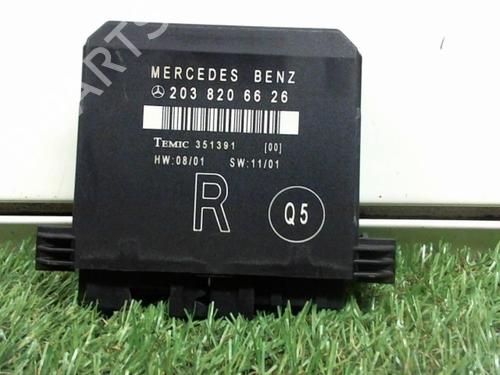 MERCEDES BENZ
203 820 66 26
TEMIC 351391 [00]
HW:08/01 SW:11/01
R
Q5